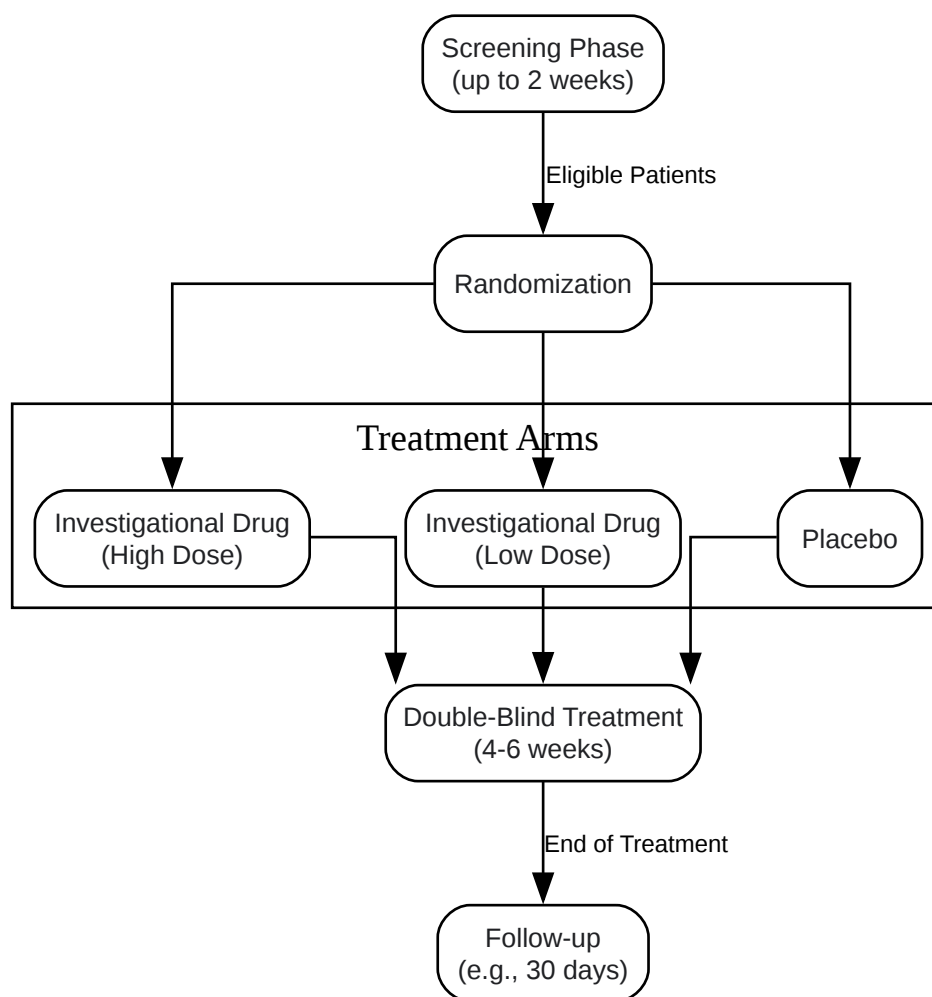 Screening Phase
(up to 2 weeks)
Eligible Patients
Randomization
Treatment Arms
Investigational Drug
(High Dose)
Investigational Drug
(Low Dose)
Placebo
Double-Blind Treatment
(4-6 weeks)
End of Treatment
Follow-up
(e.g., 30 days)